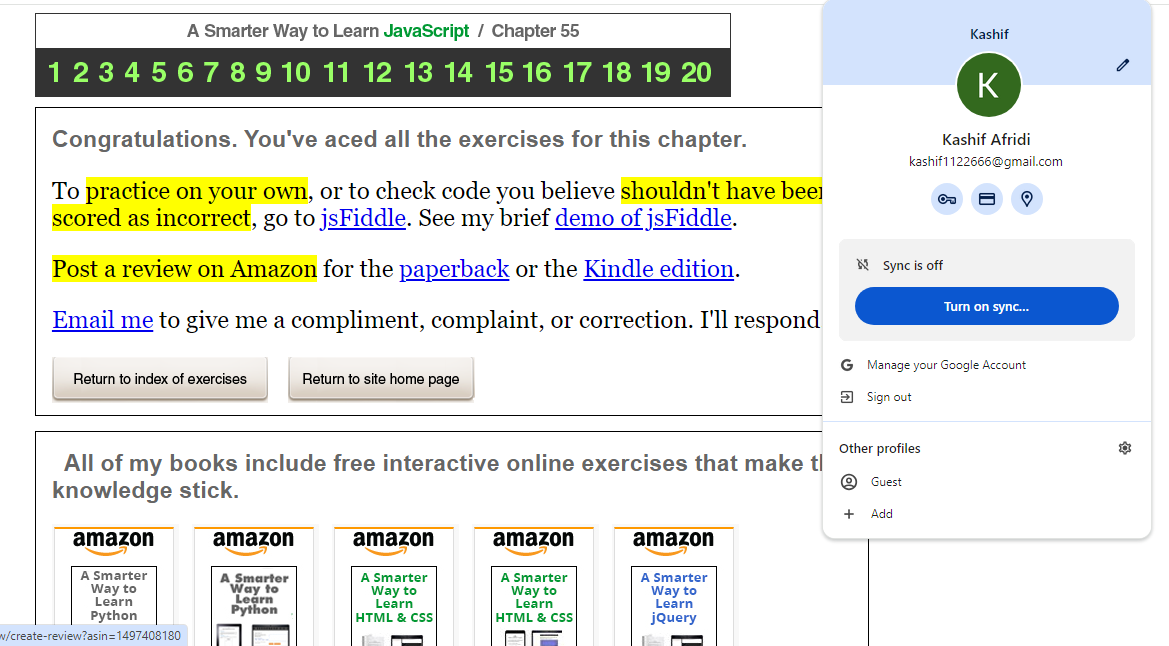 A Smarter Way to Learn JavaScript / Chapter 55
1 2 3 4 5 6 7 8 9 10 11 12 13 14 15 16 17 18 19 20
Congratulations. You've aced all the exercises for this chapter.
To practice on your own, or to check code you believe shouldn't have been
scored as incorrect, go to jsFiddle. See my brief demo of jsFiddle.
Post a review on Amazon for the paperback or the Kindle edition.
Email me to give me a compliment, complaint, or correction. I'll respond
Return to index of exercises
Return to site home page
All of my books include free interactive online exercises that make th
knowledge stick.
amazon
A Smarter
Way to
Learn
Python
amazon
A Smarter
Way to
Learn
Python
amazon
A Smarter
Way to
Learn
HTML & CSS
amazon
A Smarter
Way to
Learn
HTML & CSS
amazon
A Smarter
Way to
Learn
jQuery
w/create-review?asin=1497408180
Kashif
K
Kashif Afridi
kashif1122666@gmail.com
Sync is off
Turn on sync...
G
Manage your Google Account
Sign out
Other profiles
Guest
Add